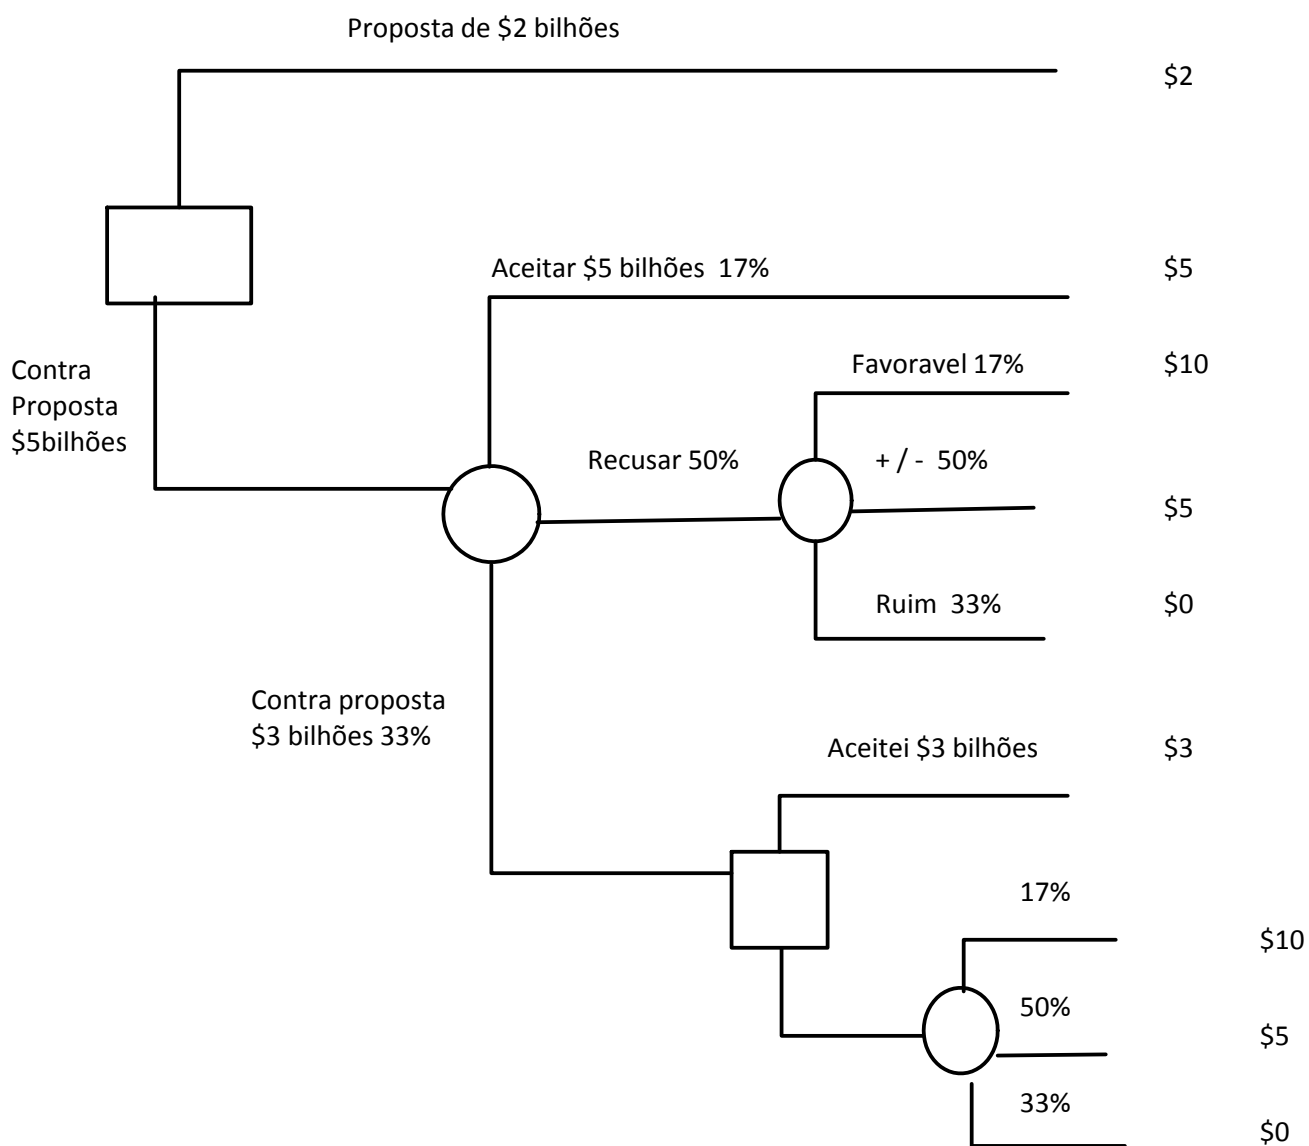 Proposta de $2 bilhões
$2
Aceitar $5 bilhões 17%
$5
Contra
Proposta
$5bilhões
Favoravel 17%
$10
Recusar 50%
+ / - 50%
$5
Ruim 33%
$0
Contra proposta
$3 bilhões 33%
Aceitei $3 bilhões
$3
17%
$10
50%
$5
33%
$0